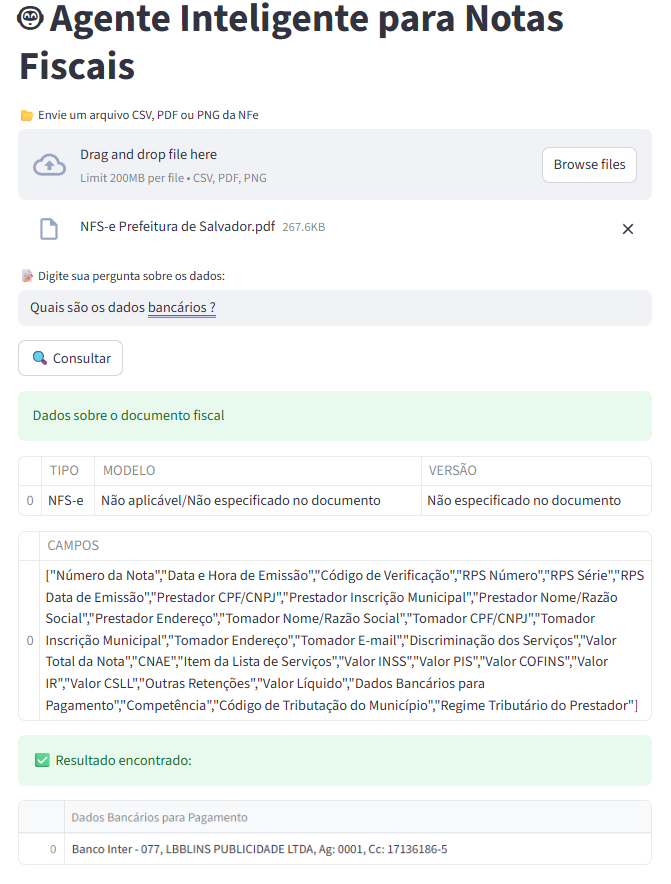 Agente Inteligente para Notas
Fiscais
Envie um arquivo CSV, PDF ou PNG da NFe
Drag and drop file here
Limit 200MB per file • CSV, PDF, PNG
Browse files
NFS-e Prefeitura de Salvador.pdf 267.6KB
Digite sua pergunta sobre os dados:
Quais são os dados bancários ?
Consultar
Dados sobre o documento fiscal
TIPO MODELO VERSÃO
0 NFS-e Não aplicável/Não especificado no documento Não especificado no documento
CAMPOS
["Número da Nota","Data e Hora de Emissão","Código de Verificação","RPS Número","RPS Série","RPS
Data de Emissão","Prestador CPF/CNPJ","Prestador Inscrição Municipal","Prestador Nome/Razão
Social","Prestador Endereço","Tomador Nome/Razão Social","Tomador CPF/CNPJ","Tomador
0 Inscrição Municipal","Tomador Endereço","Tomador E-mail","Discriminação dos Serviços","Valor
Total da Nota","CNAE","Item da Lista de Serviços","Valor INSS","Valor PIS","Valor COFINS","Valor
IR","Valor CSLL","Outras Retenções","Valor Líquido","Dados Bancários para
Pagamento","Competência","Código de Tributação do Município","Regime Tributário do Prestador"]
Resultado encontrado:
Dados Bancários para Pagamento
0 Banco Inter - 077, LBBLINS PUBLICIDADE LTDA, Ag: 0001, Cc: 17136186-5